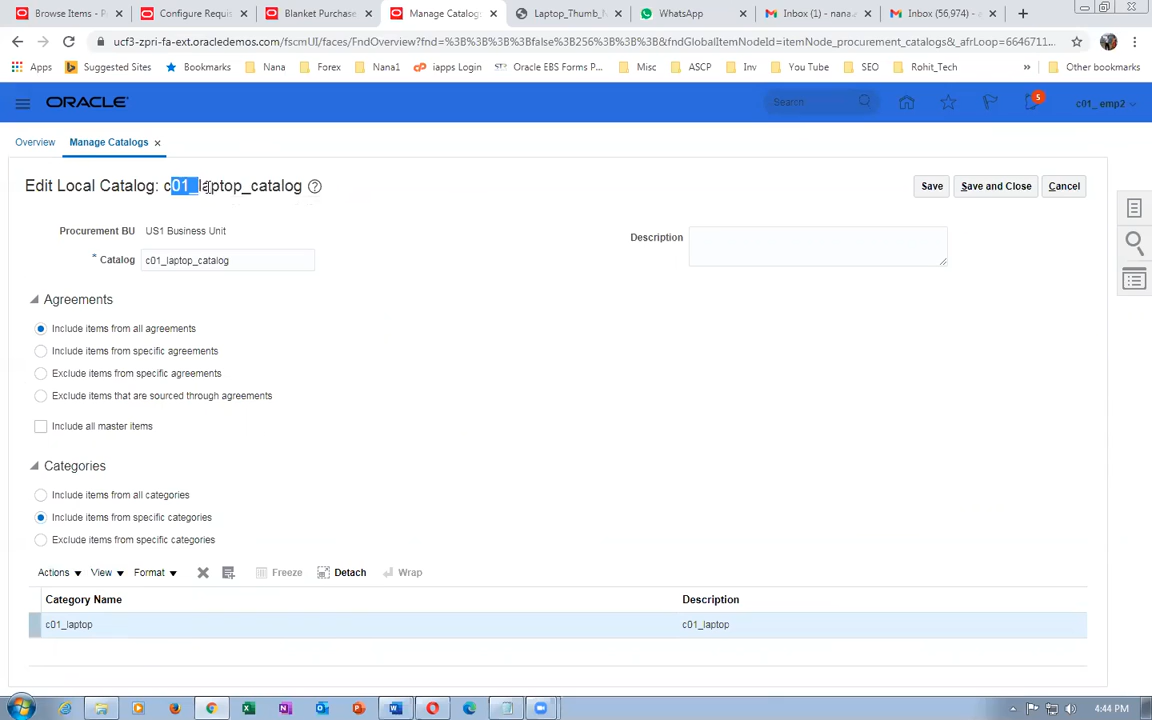 Browse Items - P
Configure Requis
Blanket Purchase
Manage Catalog
Laptop_Thumb_N
WhatsApp
Inbox (1) - nana
Inbox (56,974) -
ucf3-zpri-fa-ext.oracledemos.com/fscmUI/faces/FndOverview?fnd=%3B%3B%3B%3Bfalse%3B256%3B%3B%3B&fndGlobalItemNodeId=itemNode_procurement_catalogs&_afrLoop=6646711...
Apps
Suggested Sites
Bookmarks
Nana
Forex
Nana1
iapps Login
Oracle EBS Forms P...
Misc
ASCP
Inv
You Tube
SEO
Rohit_Tech
»
Other bookmarks
ORACLE
Search
5
c01_ emp2
Overview
Manage Catalogs
Edit Local Catalog: c01_laptop_catalog
Save
Save and Close
Cancel
Procurement BU US1 Business Unit
Description
* Catalog c01_laptop_catalog
Agreements
Include items from all agreements
Include items from specific agreements
Exclude items from specific agreements
Exclude items that are sourced through agreements
Include all master items
Categories
Include items from all categories
Include items from specific categories
Exclude items from specific categories
Actions View Format Freeze Detach Wrap
Category Name Description
c01_laptop c01_laptop
4:44 PM